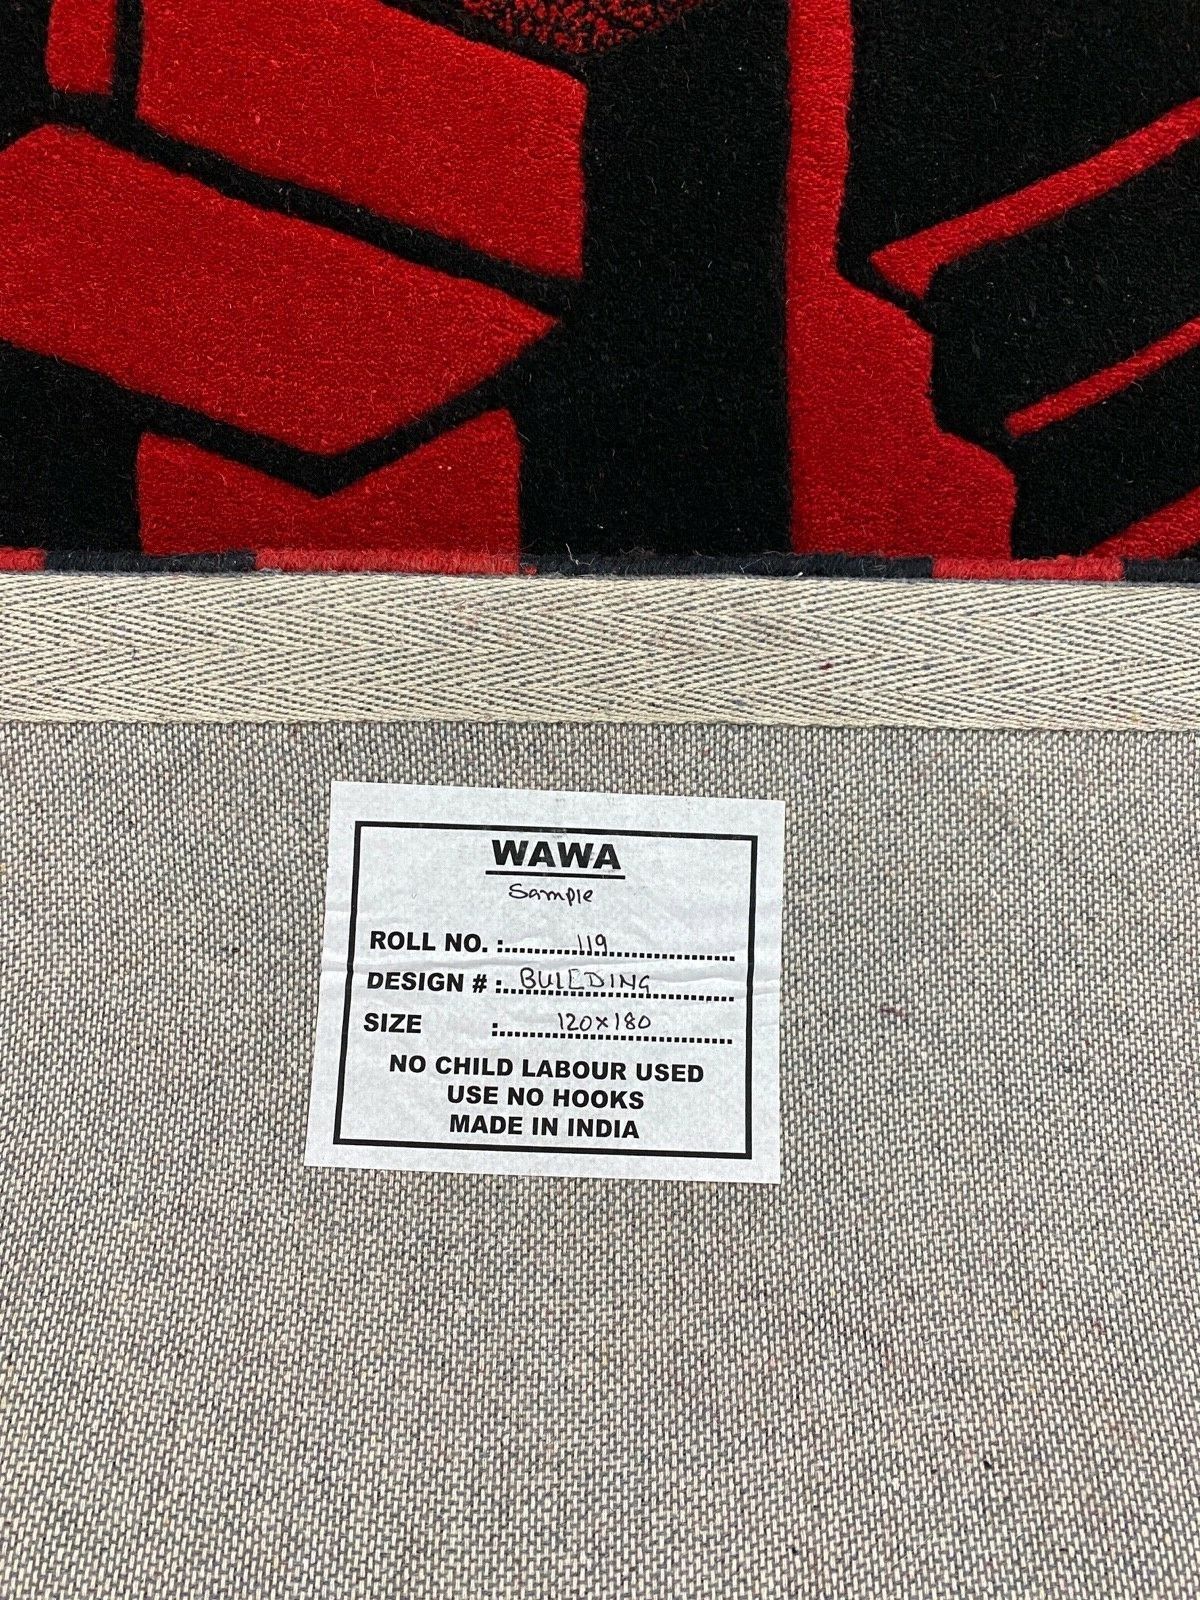 WAWA
Sample
ROLL NO. :...........119......................
DESIGN # :...BUILDING..............
SIZE :..........120x180..............
NO CHILD LABOUR USED
USE NO HOOKS
MADE IN INDIA